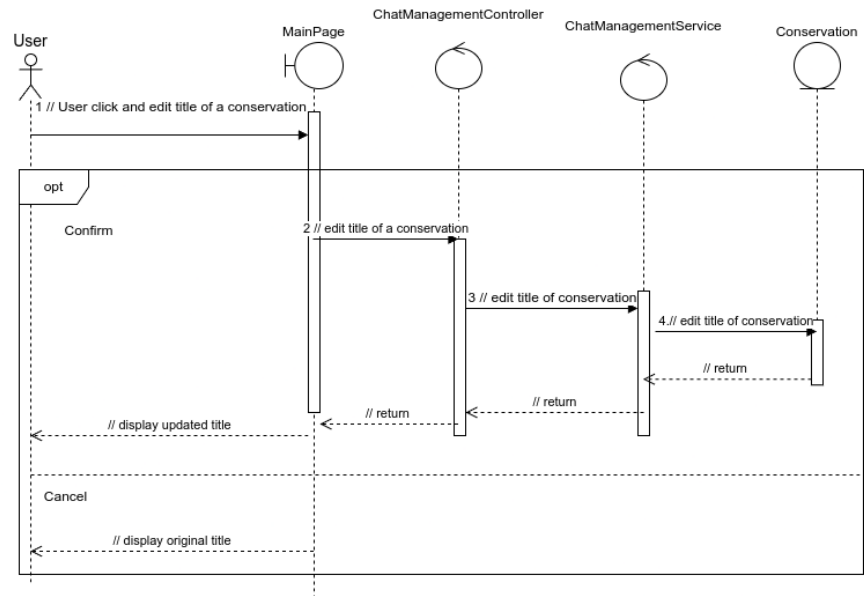 ChatManagementController
ChatManagementService
MainPage
Conservation
User
1 // User click and edit title of a conservation
opt
Confirm
2 // edit title of a conservation
3 // edit title of conservation
4.// edit title of conservation
// return
// return
// return
// display updated title
Cancel
// display original title